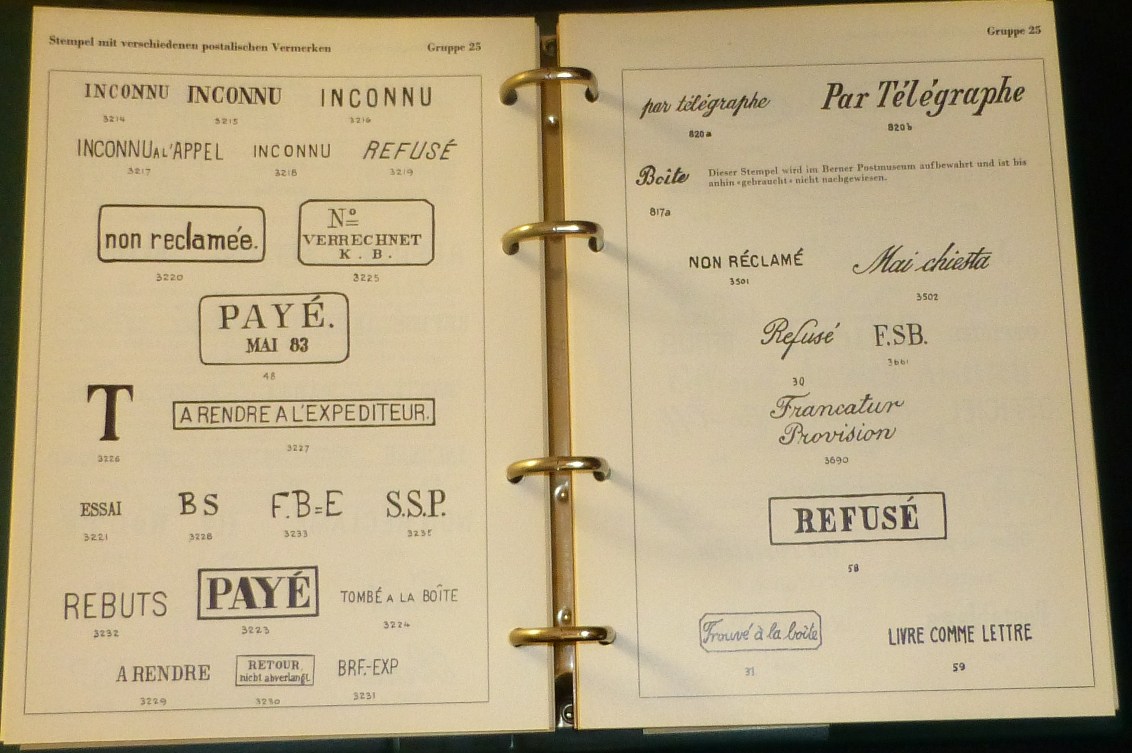 Stempel mit verschiedenen postalischen Vermerken Gruppe 25
INCONNU INCONNU INCONNU
3214 3215 3216
INCONNU A L'APPEL INCONNU REFUSÉ
3217 3218 3219
non reclamée.
3220
Nº
VERRECHNET
K. B.
3225
PAYÉ.
MAI 83
48
T
3226
A RENDRE A L'EXPEDITEUR.
3227
ESSAI BS F.B=E S.S.P.
3221 3228 3233
REBUTS PAYÉ TOMBÉ A LA BOÎTE
3232 3223 3224
A RENDRE
3229
RETOUR
nicht abverlangt
3230
BRF.-EXP
3231
Gruppe 25
par télégraphe Par Télégraphe
820a 820b
Boîte
817a
Dieser Stempel wird im Berner Postmuseum aufbewahrt und ist bis
anhin «gebraucht» nicht nachgewiesen.
NON RÉCLAMÉ Mai chiesta
3501 3502
Refusé F.SB.
30 3661
Francatur
Provision
3690
REFUSÉ
58
Trouvé à la boîte LIVRE COMME LETTRE
31 59